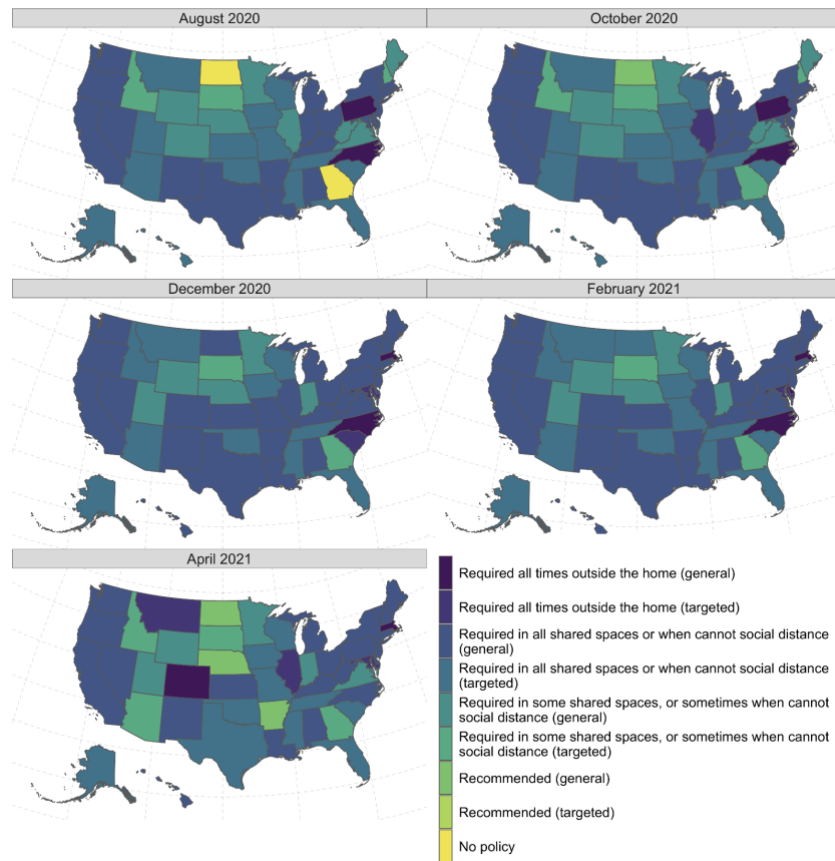 August 2020
October 2020
December 2020
February 2021
April 2021
Required all times outside the home (general)
Required all times outside the home (targeted)
Required in all shared spaces or when cannot social distance
(general)
Required in all shared spaces or when cannot social distance
(targeted)
Required in some shared spaces, or sometimes when cannot
social distance (general)
Required in some shared spaces, or sometimes when cannot
social distance (targeted)
Recommended (general)
Recommended (targeted)
No policy